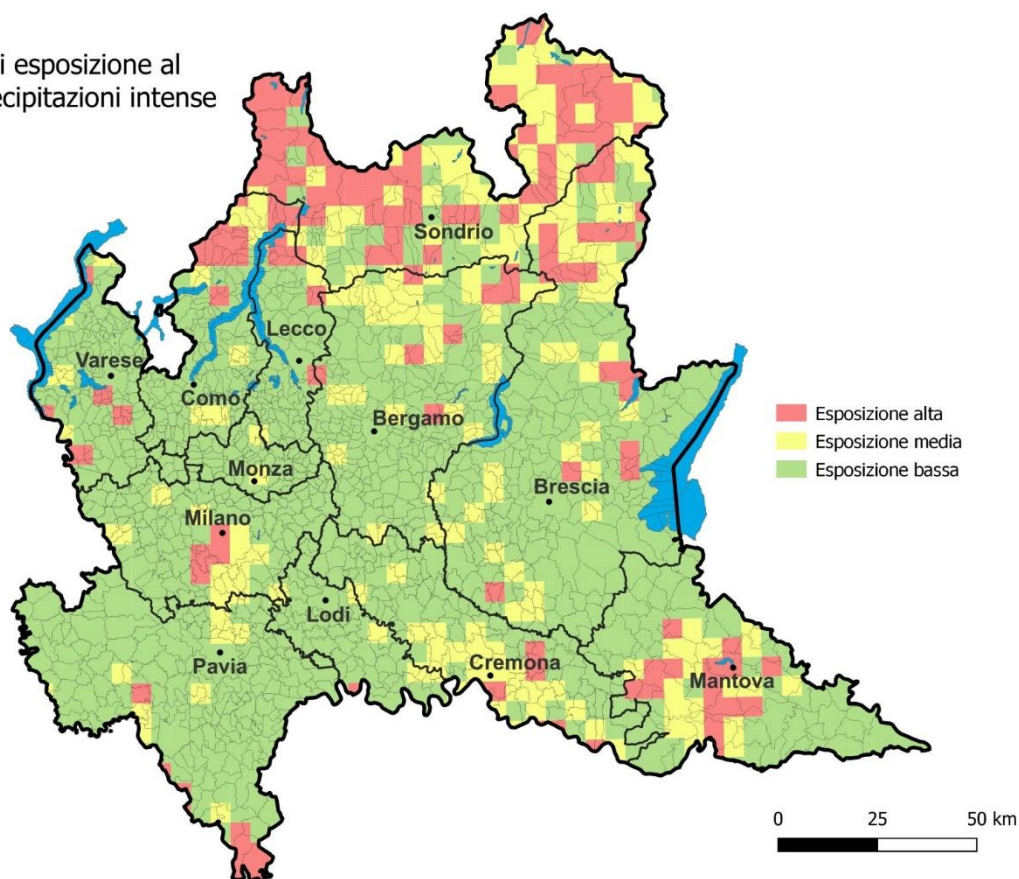 i esposizione al
ecipitazioni intense
Sondrio
Lecco
Varese
Como
Bergamo
Esposizione alta
Esposizione media
Esposizione bassa
Monza
Brescia
Milano
Lodi
Pavia
Cremona
Mantova
0 25 50 km